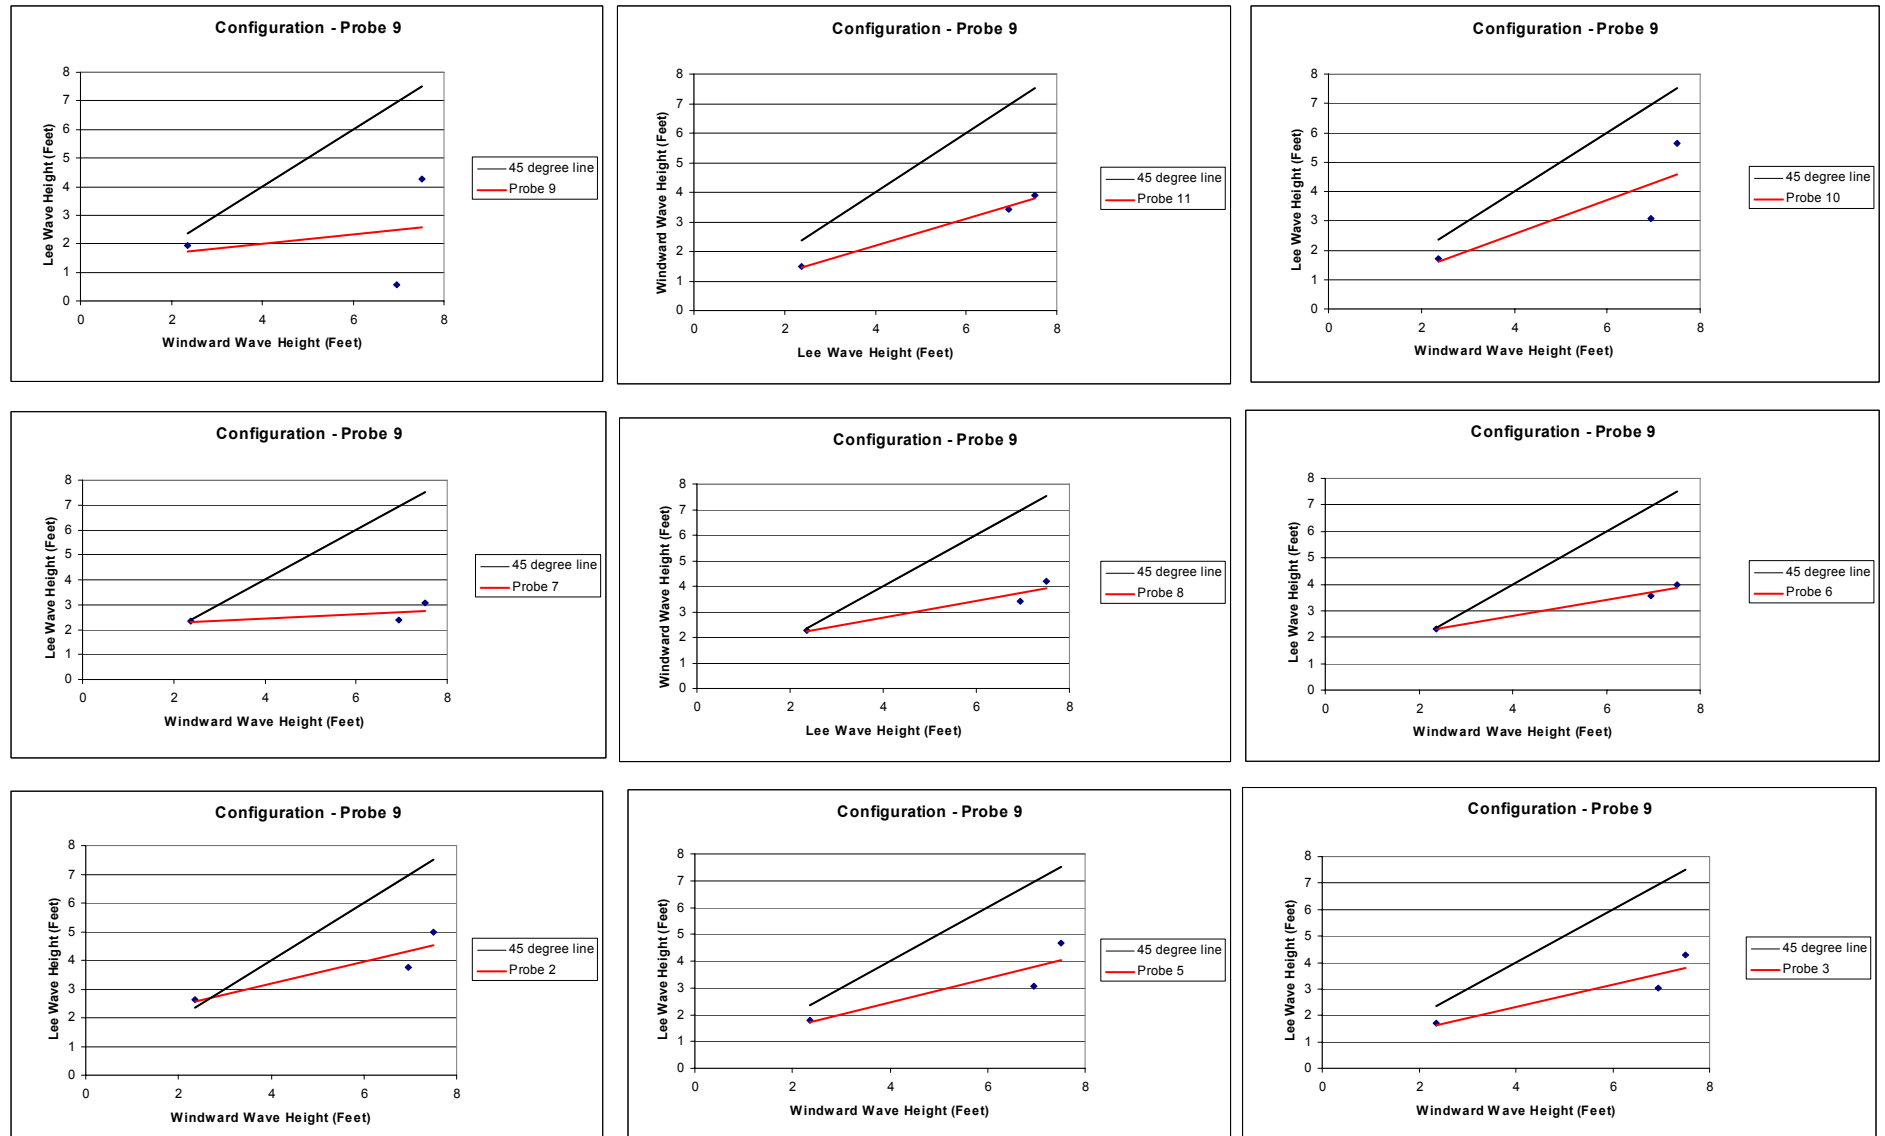 Configuration - Probe 9
8
7
6
5
4
3
2
1
0
0 2 4 6 8
Lee Wave Height (Feet)
Windward Wave Height (Feet)
45 degree line
Probe 9
Configuration - Probe 9
8
7
6
5
4
3
2
1
0
0 2 4 6 8
Windward Wave Height (Feet)
Lee Wave Height (Feet)
45 degree line
Probe 11
Configuration - Probe 9
8
7
6
5
4
3
2
1
0
0 2 4 6 8
Lee Wave Height (Feet)
Windward Wave Height (Feet)
45 degree line
Probe 10
Configuration - Probe 9
8
7
6
5
4
3
2
1
0
0 2 4 6 8
Lee Wave Height (Feet)
Windward Wave Height (Feet)
45 degree line
Probe 7
Configuration - Probe 9
8
7
6
5
4
3
2
1
0
0 2 4 6 8
Windward Wave Height (Feet)
Lee Wave Height (Feet)
45 degree line
Probe 8
Configuration - Probe 9
8
7
6
5
4
3
2
1
0
0 2 4 6 8
Lee Wave Height (Feet)
Windward Wave Height (Feet)
45 degree line
Probe 6
Configuration - Probe 9
8
7
6
5
4
3
2
1
0
0 2 4 6 8
Lee Wave Height (Feet)
Windward Wave Height (Feet)
45 degree line
Probe 2
Configuration - Probe 9
8
7
6
5
4
3
2
1
0
0 2 4 6 8
Lee Wave Height (Feet)
Windward Wave Height (Feet)
45 degree line
Probe 5
Configuration - Probe 9
8
7
6
5
4
3
2
1
0
0 2 4 6 8
Lee Wave Height (Feet)
Windward Wave Height (Feet)
45 degree line
Probe 3